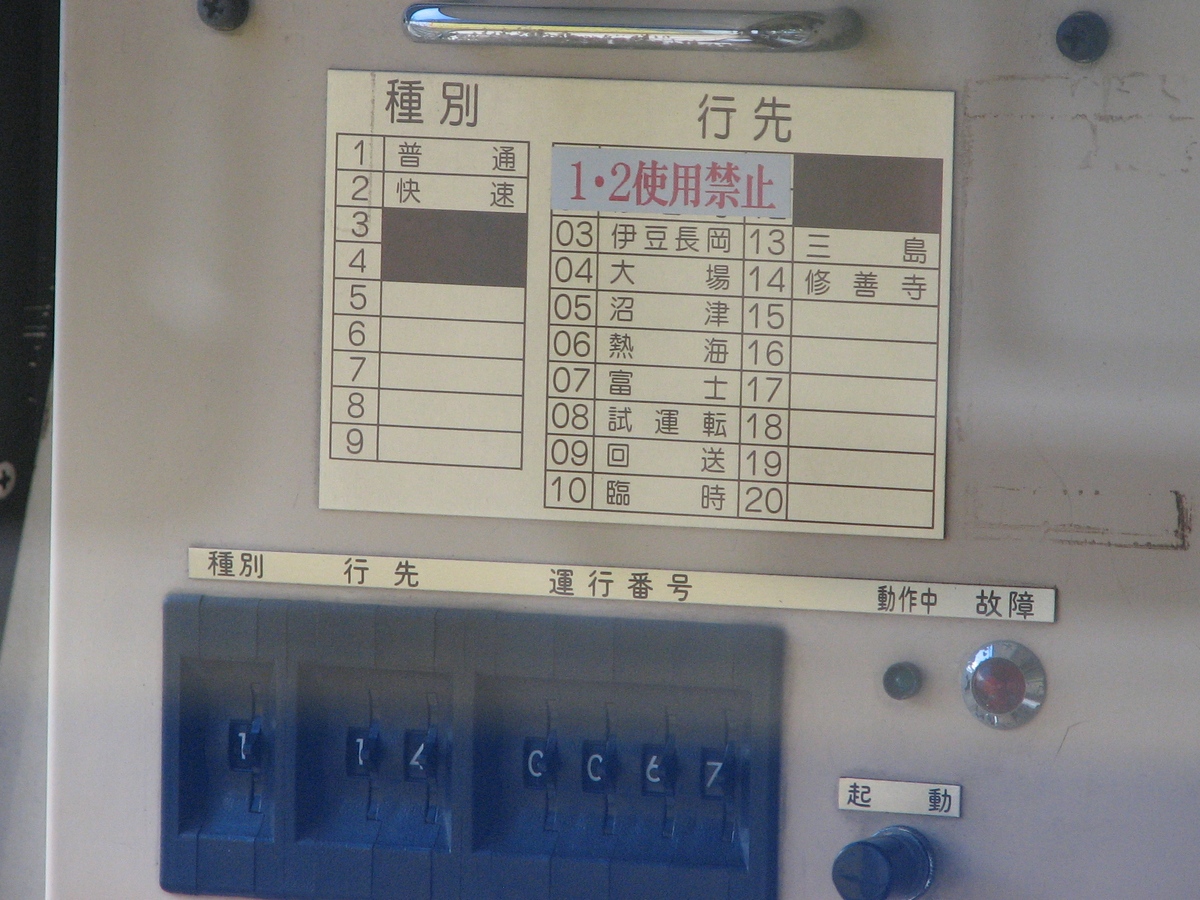 種別
1 普通
2 快速
3
4
5
6
7
8
9
行先
1・2使用禁止
03 伊豆長岡 13 三島
04 大場 14 修善寺
05 沼津 15
06 熱海 16
07 富士 17
08 試運転 18
09 回送 19
10 臨時 20
種別 行先 運行番号 動作中 故障
1 1 4 0 0 6 7
起動